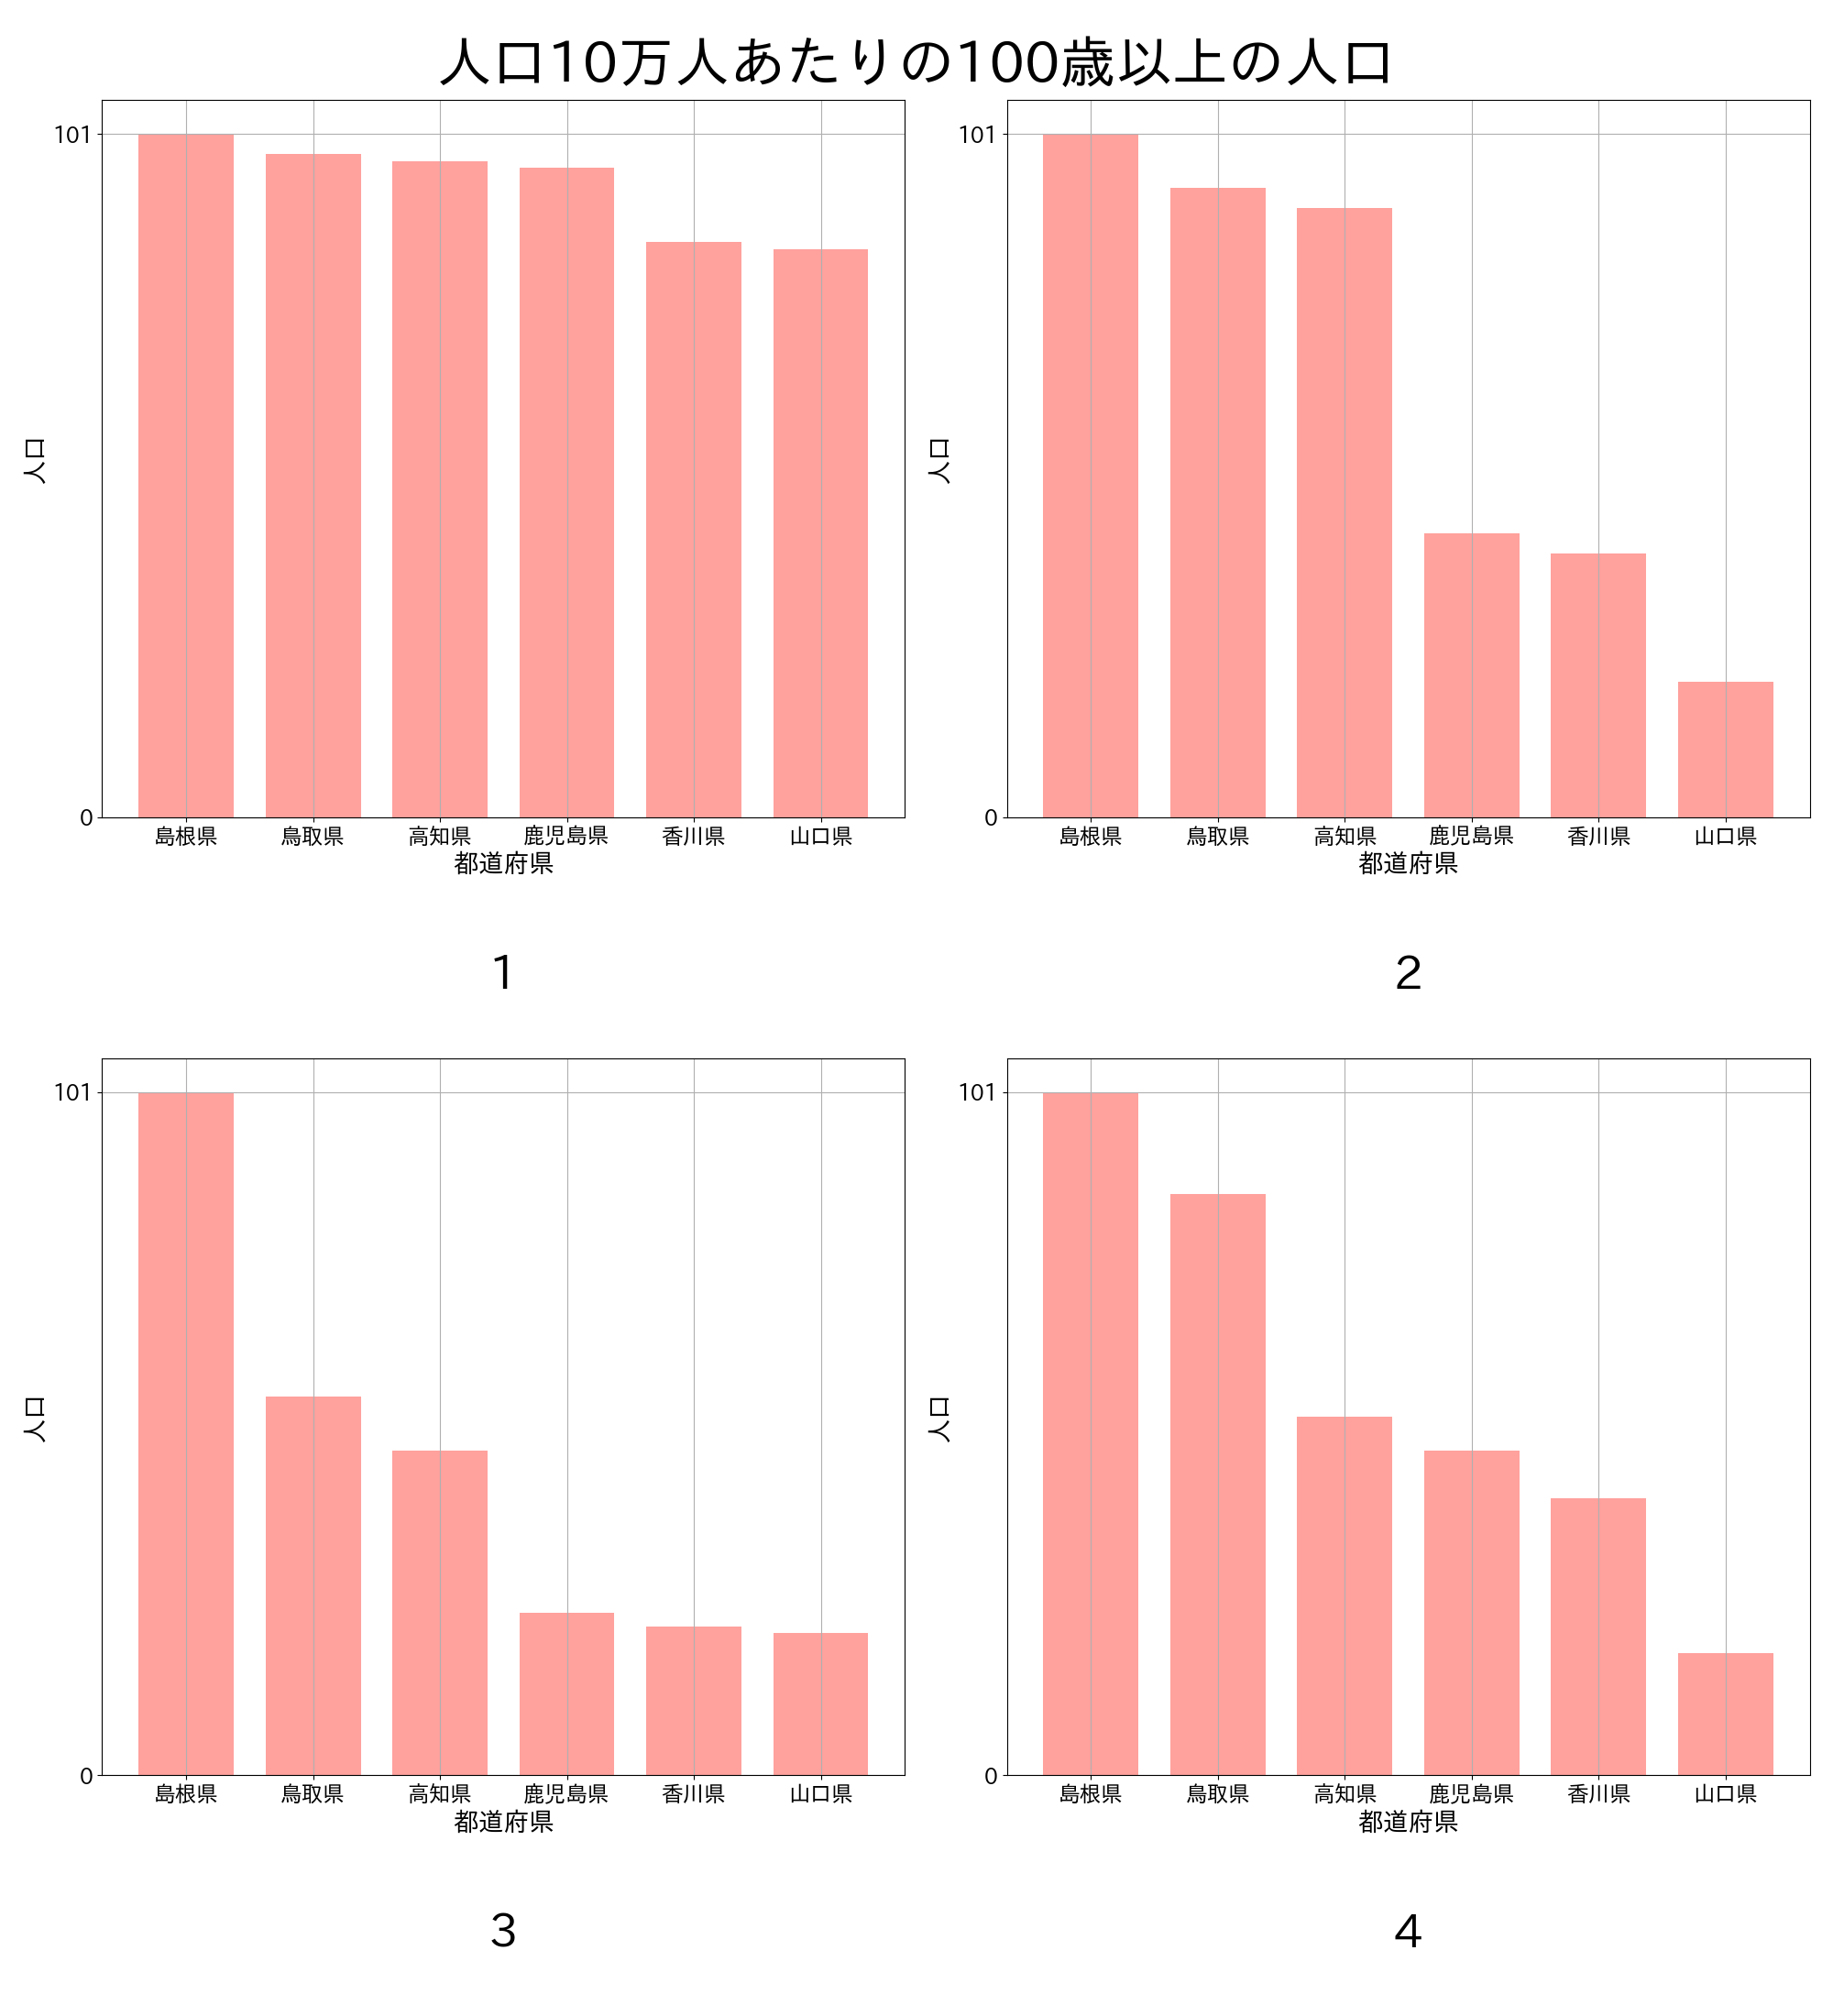 人口10万人あたりの100歳以上の人口
101
0
人口
島根県 鳥取県 高知県 鹿児島県 香川県 山口県
都道府県
1
101
0
人口
島根県 鳥取県 高知県 鹿児島県 香川県 山口県
都道府県
2
101
0
人口
島根県 鳥取県 高知県 鹿児島県 香川県 山口県
都道府県
3
101
0
人口
島根県 鳥取県 高知県 鹿児島県 香川県 山口県
都道府県
4